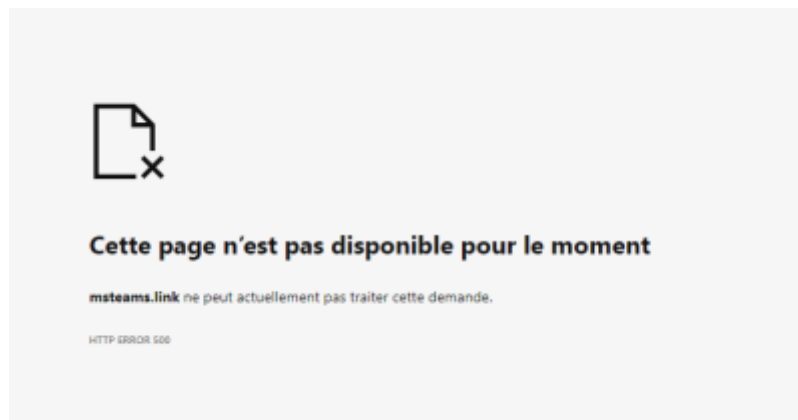 Cette page n’est pas disponible pour le moment
msteams.link ne peut actuellement pas traiter cette demande.
HTTP ERROR 500